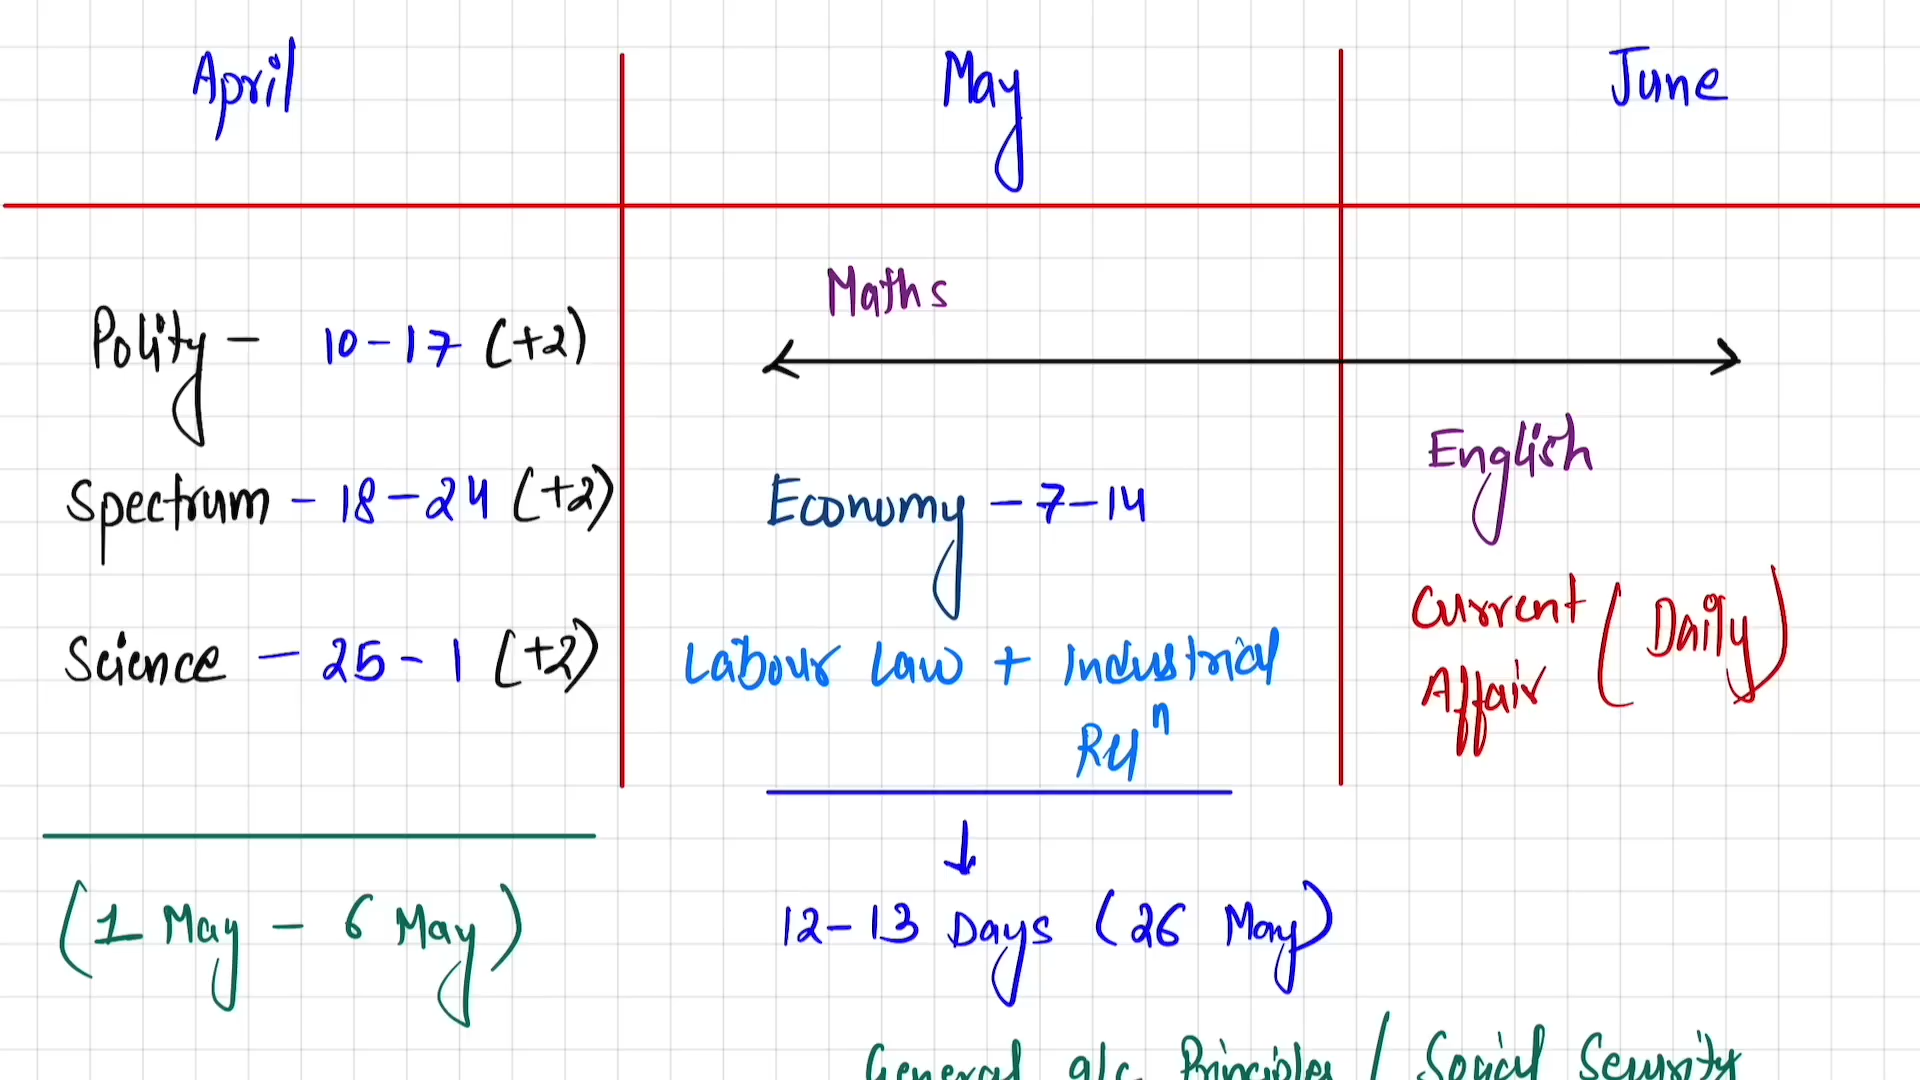 April
May
June
Polity - 10-17 (+2)
Spectrum - 18-24 (+2)
Science - 25-1 (+2)
(1 May - 6 May)
Maths
Economy - 7-14
Labour Law + Industrial
Relⁿ
12-13 Days (26 May)
English
Current
Affair (Daily)
General a/c Principles / Social Security